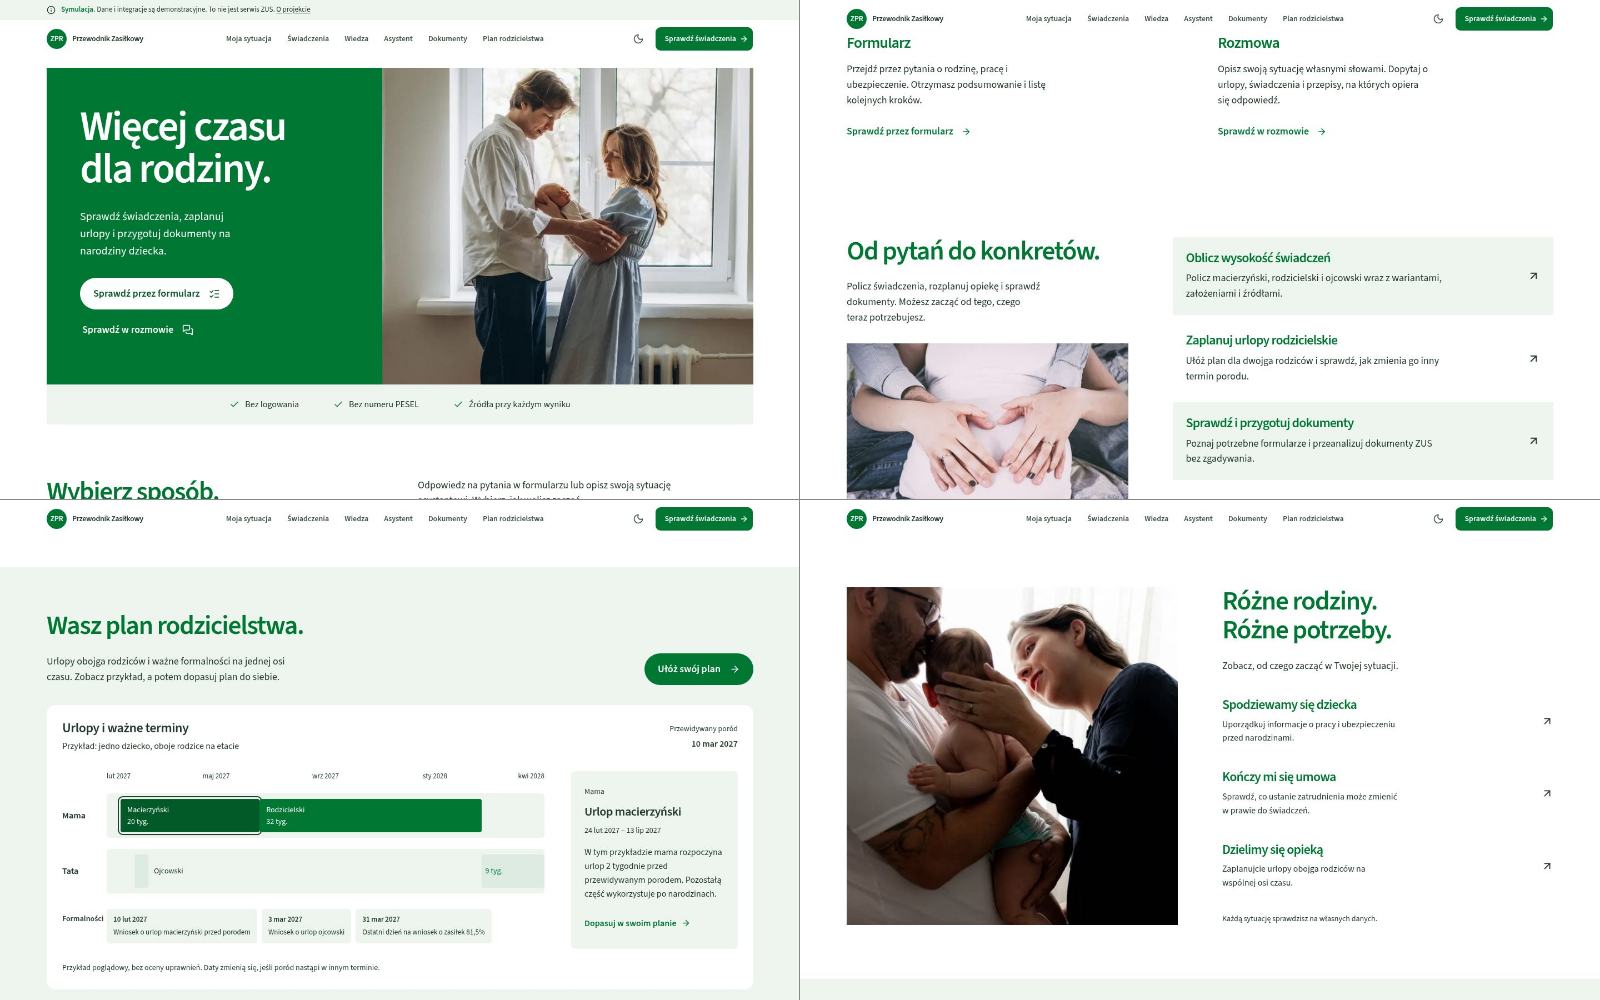 Symulacja. Dane i integracje są demonstracyjne. To nie jest serwis ZUS. O projekcie
ZPR Przewodnik Zasiłkowy Moja sytuacja Świadczenia Wiedza Asystent Dokumenty Plan rodzicielstwa Sprawdź świadczenia
Więcej czasu
dla rodziny.
Sprawdź świadczenia, zaplanuj
urlopy i przygotuj dokumenty na
narodziny dziecka.
Sprawdź przez formularz
Sprawdź w rozmowie
Bez logowania Bez numeru PESEL Źródła przy każdym wyniku
Wybierz sposób.
Odpowiedz na pytania w formularzu lub opisz swoją sytuację
ZPR Przewodnik Zasiłkowy Moja sytuacja Świadczenia Wiedza Asystent Dokumenty Plan rodzicielstwa Sprawdź świadczenia
Formularz
Przejdź przez pytania o rodzinę, pracę i
ubezpieczenie. Otrzymasz podsumowanie i listę
kolejnych kroków.
Sprawdź przez formularz
Rozmowa
Opisz swoją sytuację własnymi słowami. Dopytaj o
urlopy, świadczenia i przepisy, na których opiera
się odpowiedź.
Sprawdź w rozmowie
Od pytań do konkretów.
Policz świadczenia, rozplanuj opiekę i sprawdź
dokumenty. Możesz zacząć od tego, czego
teraz potrzebujesz.
Oblicz wysokość świadczeń
Policz macierzyński, rodzicielski i ojcowski wraz z wariantami,
założeniami i źródłami.
Zaplanuj urlopy rodzicielskie
Ułóż plan dla dwojga rodziców i sprawdź, jak zmienia go inny
termin porodu.
Sprawdź i przygotuj dokumenty
Poznaj potrzebne formularze i przeanalizuj dokumenty ZUS
bez zgadywania.
ZPR Przewodnik Zasiłkowy Moja sytuacja Świadczenia Wiedza Asystent Dokumenty Plan rodzicielstwa Sprawdź świadczenia
Wasz plan rodzicielstwa.
Urlopy obojga rodziców i ważne formalności na jednej osi
czasu. Zobacz przykład, a potem dopasuj plan do siebie.
Ułóż swój plan
Urlopy i ważne terminy
Przykład: jedno dziecko, oboje rodzice na etacie
Przewidywany poród
10 mar 2027
lut 2027 maj 2027 wrz 2027 sty 2028 kwi 2028
Mama
Macierzyński
20 tyg.
Rodzicielski
32 tyg.
Tata
Ojcowski
9 tyg.
Formalności
10 lut 2027
Wniosek o urlop macierzyński przed porodem
3 mar 2027
Wniosek o urlop ojcowski
31 mar 2027
Ostatni dzień na wniosek o zasiłek 81,5%
Mama
Urlop macierzyński
24 lut 2027 – 13 lip 2027
W tym przykładzie mama rozpoczyna
urlop 2 tygodnie przed
przewidywanym porodem. Pozostałą
część wykorzystuje po narodzinach.
Dopasuj w swoim planie
Przykład poglądowy, bez oceny uprawnień. Daty zmienią się, jeśli poród nastąpi w innym terminie.
ZPR Przewodnik Zasiłkowy Moja sytuacja Świadczenia Wiedza Asystent Dokumenty Plan rodzicielstwa Sprawdź świadczenia
Różne rodziny.
Różne potrzeby.
Zobacz, od czego zacząć w Twojej sytuacji.
Spodziewamy się dziecka
Uporządkuj informacje o pracy i ubezpieczeniu
przed narodzinami.
Kończy mi się umowa
Sprawdź, co ustanie zatrudnienia może zmienić
w prawie do świadczeń.
Dzielimy się opieką
Zaplanujcie urlopy obojga rodziców na
wspólnej osi czasu.
Każdą sytuację sprawdzisz na własnych danych.